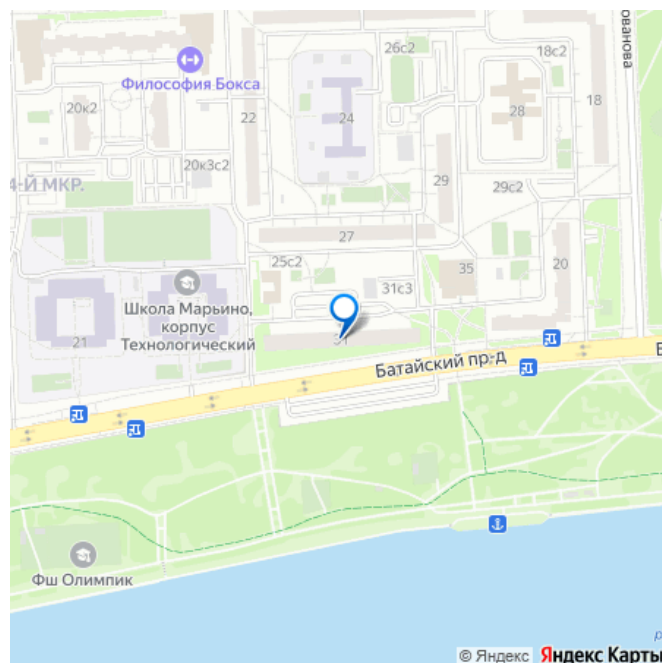 26с2
18с2
ованова
Философия Бокса
20к2
22
24
28
18
20к3с2
4-Й МКР.
29
29с2
27
25с2
35
20
31с3
Школа Марьино,
корпус
Технологический
21
Батайский пр-д
Фш Олимпик
© Яндекс Яндекс Карты